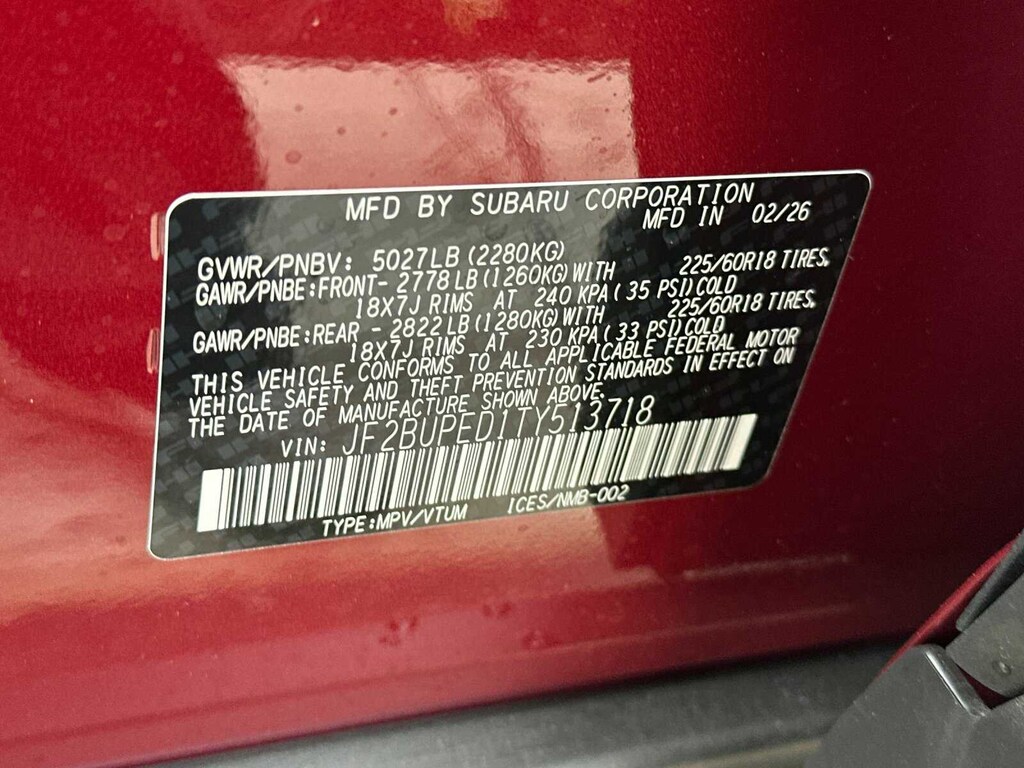 MFD BY SUBARU CORPORATION
MFD IN 02/26
GVWR/PNBV: 5027LB (2280KG)
GAWR/PNBE:FRONT- 2778 LB (1260KG) WITH 225/60R18 TIRES,
18X7J RIMS AT 240 KPA ( 35 PSI) COLD
GAWR/PNBE:REAR - 2822 LB (1280KG) WITH 225/60R18 TIRES,
18X7J RIMS AT 230 KPA ( 33 PSI) COLD
THIS VEHICLE CONFORMS TO ALL APPLICABLE FEDERAL MOTOR
VEHICLE SAFETY AND THEFT PREVENTION STANDARDS IN EFFECT ON
THE DATE OF MANUFACTURE SHOWN ABOVE.
VIN: JF2BUPED1TY513718
TYPE:MPV/VTUM ICES/NMB-002